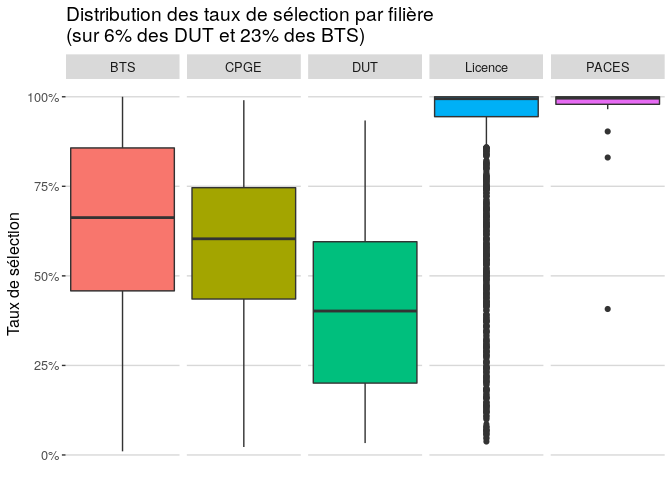 Distribution des taux de sélection par filière
(sur 6% des DUT et 23% des BTS)
BTS CPGE DUT Licence PACES
100%
75%
50%
25%
0%
Taux de sélection